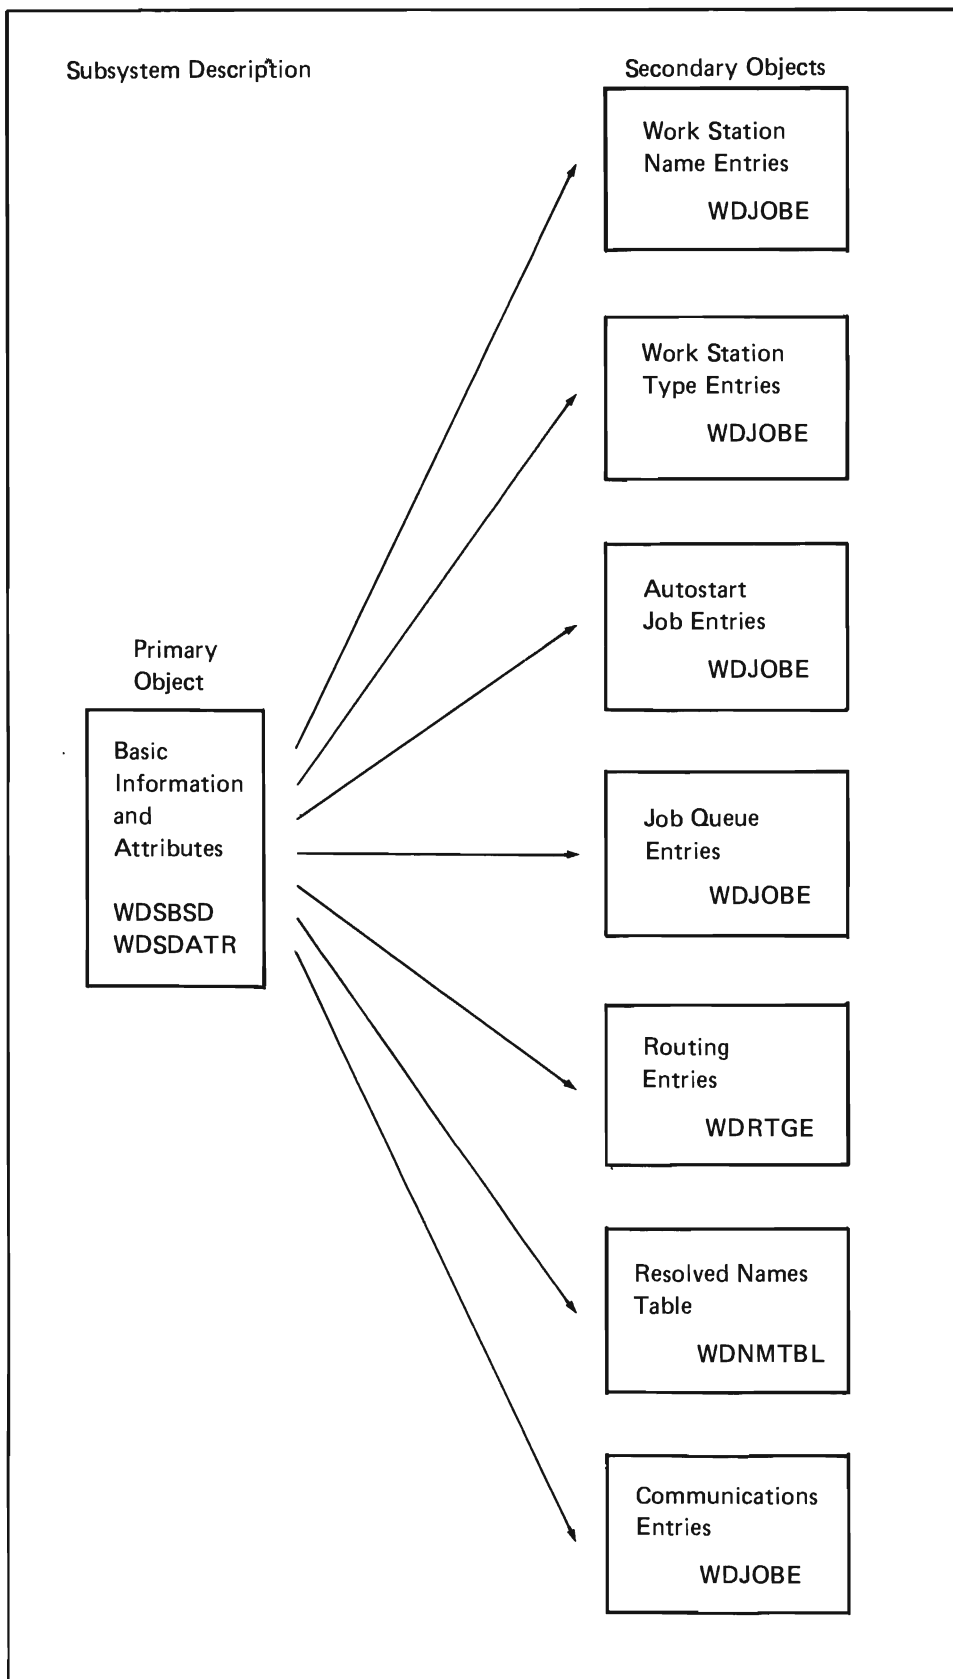 Subsystem Description
Secondary Objects
Work Station
Name Entries
WDJOBE
Work Station
Type Entries
WDJOBE
Autostart
Job Entries
WDJOBE
Primary
Object
Basic
Information
and
Attributes
WDSBSD
WDSDATR
Job Queue
Entries
WDJOBE
Routing
Entries
WDRTGE
Resolved Names
Table
WDNMTBL
Communications
Entries
WDJOBE